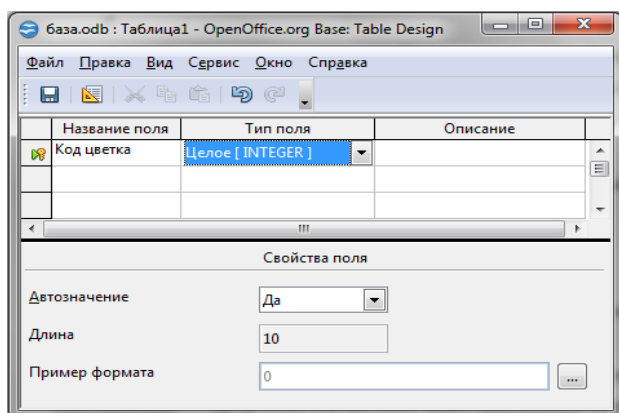 база.odb : Таблица1 - OpenOffice.org Base: Table Design
Файл Правка Вид Сервис Окно Справка
Название поля Тип поля Описание
Код цветка Целое [ INTEGER ]
Свойства поля
Автозначение Да
Длина 10
Пример формата 0 ...